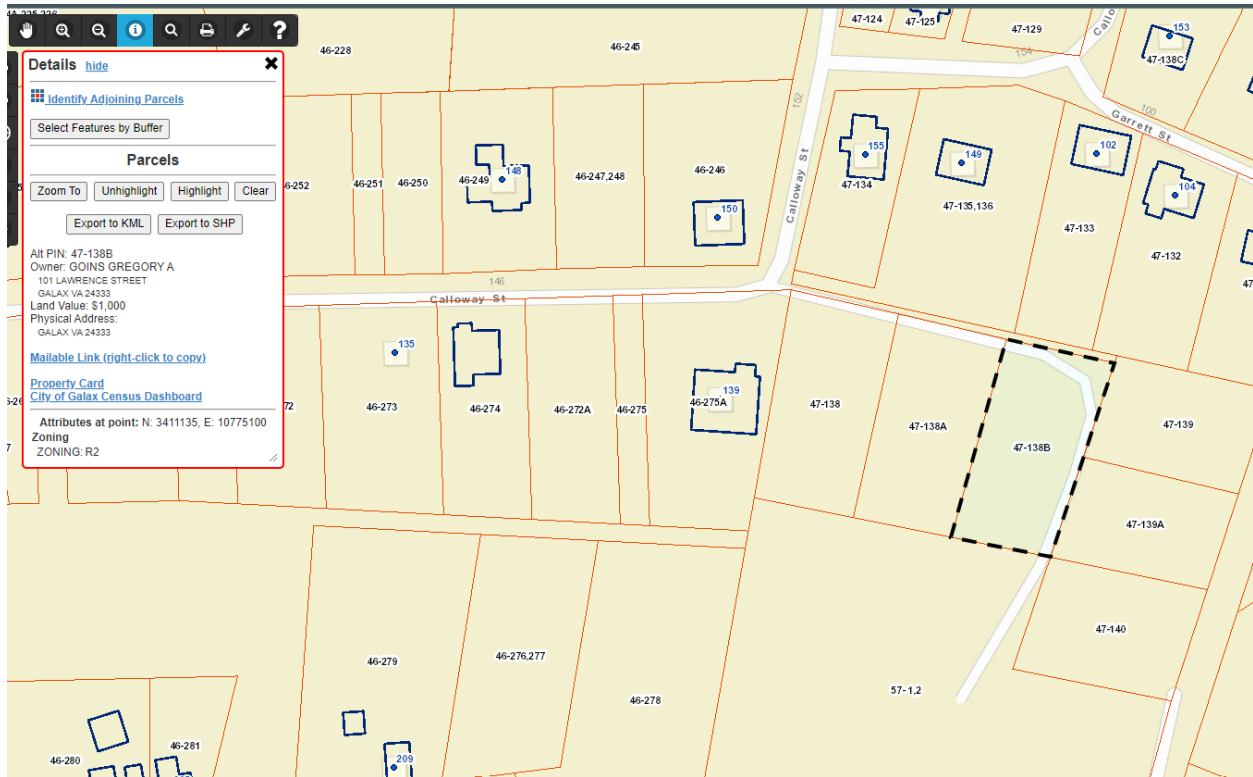 Details hide
Identify Adjoining Parcels
Select Features by Buffer
Parcels
Zoom To Unhighlight Highlight Clear
Export to KML Export to SHP
Alt PIN: 47-138B
Owner: GOINS GREGORY A
101 LAWRENCE STREET
GALAX VA 24333
Land Value: $1,000
Physical Address:
GALAX VA 24333
Mailable Link (right-click to copy)
Property Card
City of Galax Census Dashboard
Attributes at point: N: 3411135, E: 10775100
Zoning
ZONING: R2
46-228
46-245
47-124
47-125
47-129
153
47-138C
154
152
100
Garrett St
Calloway St
155
47-134
149
47-135,136
102
47-133
104
47-132
46-252
46-251
46-250
46-249
148
46-247,248
46-246
150
146
Calloway St
135
46-273
46-274
46-272A
46-275
139
46-275A
47-138
47-138A
47-138B
47-139
47-139A
47-140
46-279
46-276,277
46-278
57-1,2
46-280
46-281
209